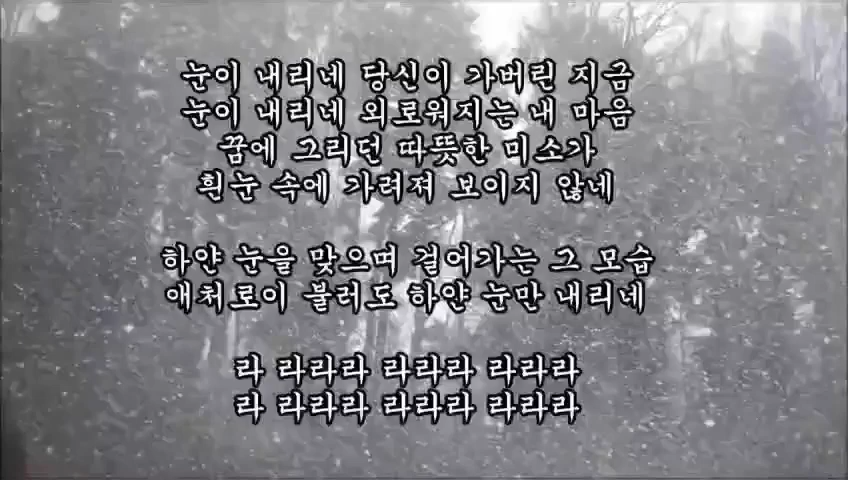 눈이 내리네 당신이 가버린 지금
눈이 내리네 외로워지는 내 마음
꿈에 그리던 따뜻한 미소가
흰눈 속에 가려져 보이지 않네
하얀 눈을 맞으며 걸어가는 그 모습
애처로이 불러도 하얀 눈만 내리네
라 라라라 라라라 라라라
라 라라라 라라라 라라라